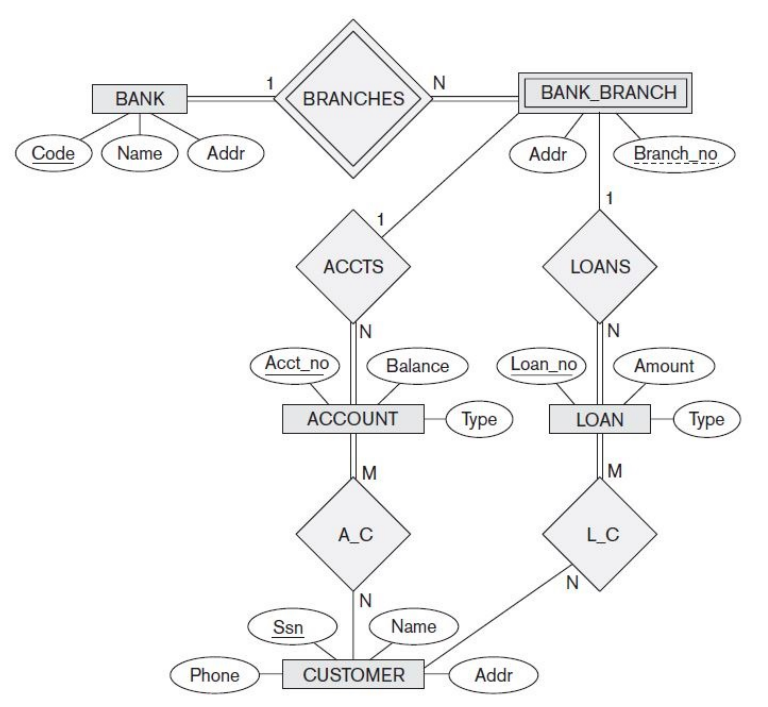 1
N
BANK
BRANCHES
BANK_BRANCH
Code
Name
Addr
Addr
Branch_no
1
1
ACCTS
LOANS
N
N
Acct_no
Balance
Loan_no
Amount
ACCOUNT
Type
LOAN
Type
M
M
A_C
L_C
N
N
Ssn
Name
Phone
CUSTOMER
Addr